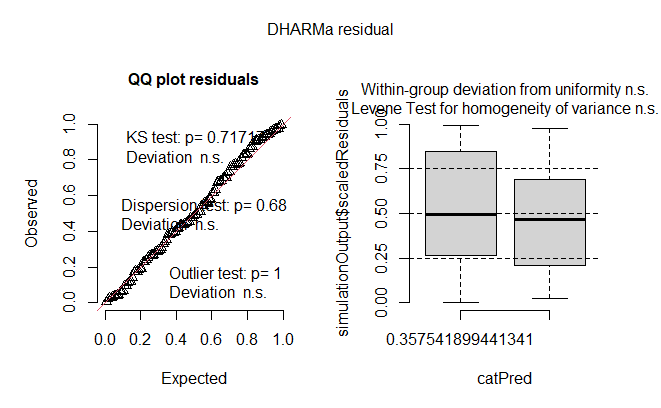 DHARMa residual
QQ plot residuals
KS test: p= 0.71717
Deviation n.s.
Dispersion test: p= 0.68
Deviation n.s.
Outlier test: p= 1
Deviation n.s.
Observed
0.0 0.2 0.4 0.6 0.8 1.0
0.0 0.2 0.4 0.6 0.8 1.0
Expected
Within-group deviation from uniformity n.s.
Levene Test for homogeneity of variance n.s.
simulationOutput$scaledResiduals
0.00 0.25 0.50 0.75 1.00
0.357541899441341
catPred